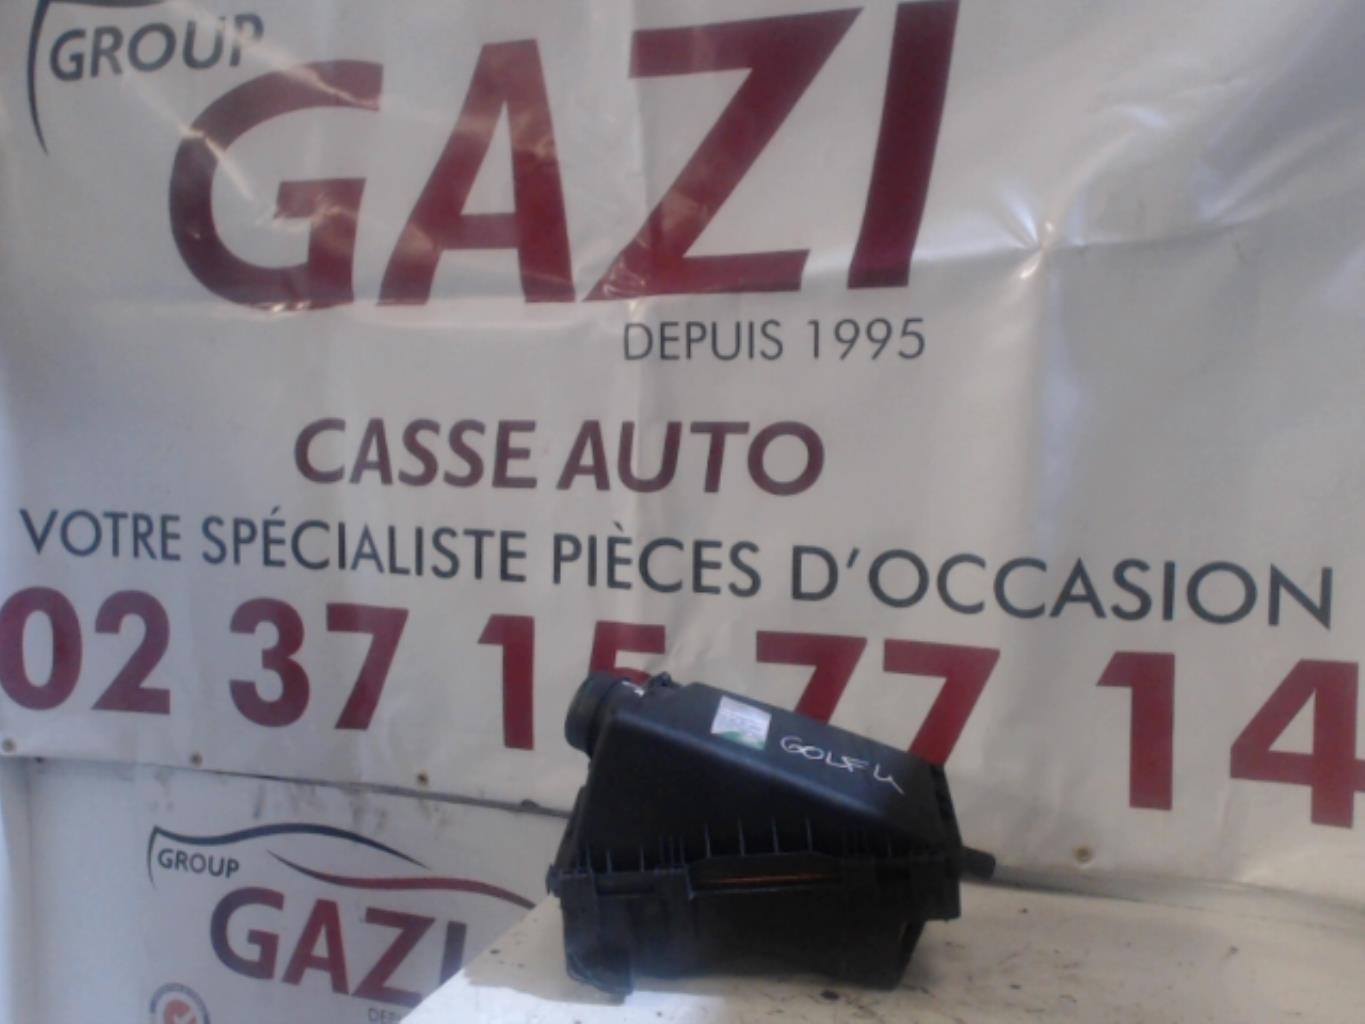 GROUP
GAZI
DEPUIS 1995
CASSE AUTO
VOTRE SPÉCIALISTE PIÈCES D'OCCASION
02 37 15 77 14
GOLF 4
GROUP
GAZI